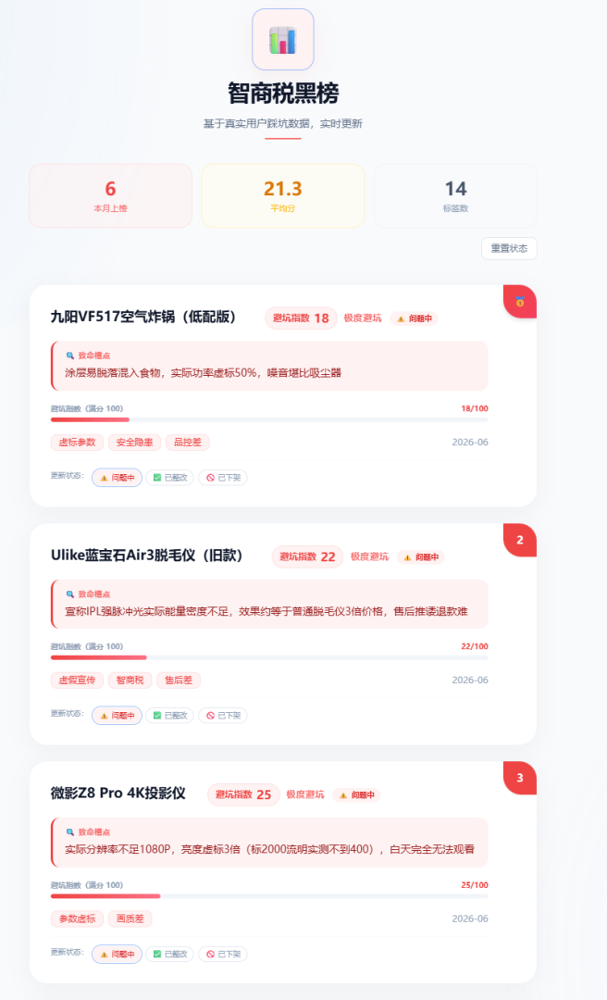 智商税黑榜
基于真实用户踩坑数据，实时更新
6
本月上榜
21.3
平均分
14
标签数
重置状态
九阳VF517空气炸锅（低配版） 避坑指数 18 极度避坑 问题中
致命槽点
涂层易脱落混入食物，实际功率虚标50%，噪音堪比吸尘器
避坑指数（满分 100） 18/100
虚标参数 安全隐患 品控差 2026-06
更新状态： 问题中 已整改 已下架
2
Ulike蓝宝石Air3脱毛仪（旧款） 避坑指数 22 极度避坑 问题中
致命槽点
宣称IPL强脉冲光实际能量密度不足，效果约等于普通脱毛仪3倍价格，售后推诿退款难
避坑指数（满分 100） 22/100
虚假宣传 智商税 售后差 2026-06
更新状态： 问题中 已整改 已下架
3
微影Z8 Pro 4K投影仪 避坑指数 25 极度避坑 问题中
致命槽点
实际分辨率不足1080P，亮度虚标3倍（标2000流明实测不到400），白天完全无法观看
避坑指数（满分 100） 25/100
参数虚标 画质差 2026-06
更新状态： 问题中 已整改 已下架